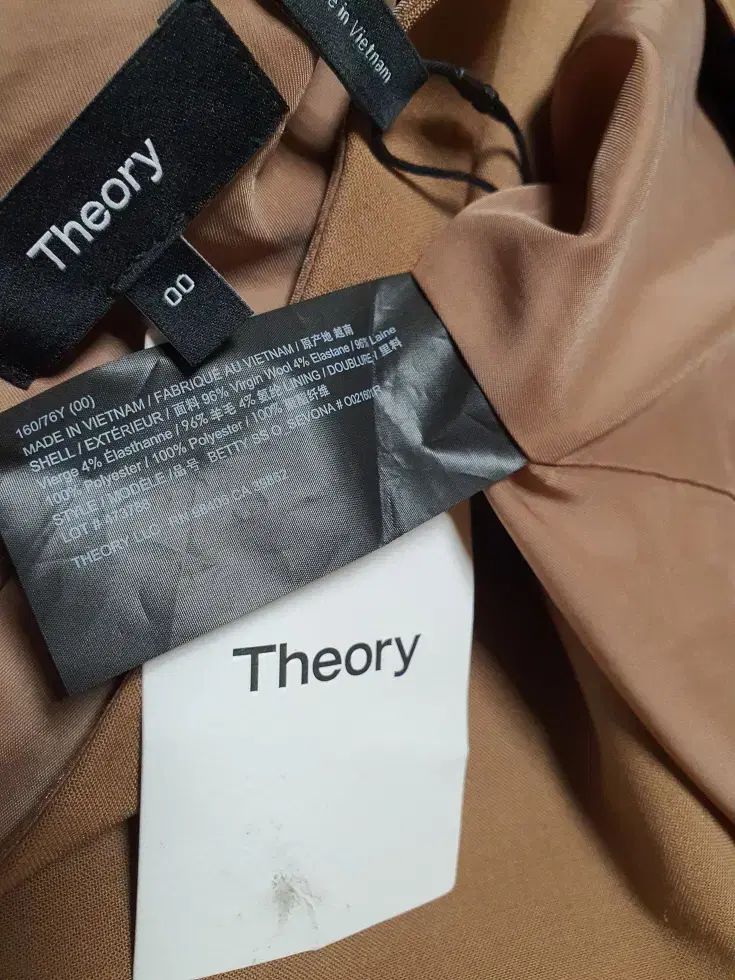 Theory
00
e in Vietnam
160/76Y (00)
MADE IN VIETNAM / FABRIQUE AU VIETNAM / 原产地 越南
SHELL / EXTÉRIEUR / 面料 96% Virgin Wool 4% Elastane / 96% Laine
Vierge 4% Élasthanne / 96% 羊毛 4% 氨纶 LINING / DOUBLURE / 里料
100% Polyester / 100% Polyester / 100% 聚酯纤维
STYLE / MODÈLE / 品号 BETTY SS O .SEVONA #
LOT #
THEORY LLC. CA
Theory